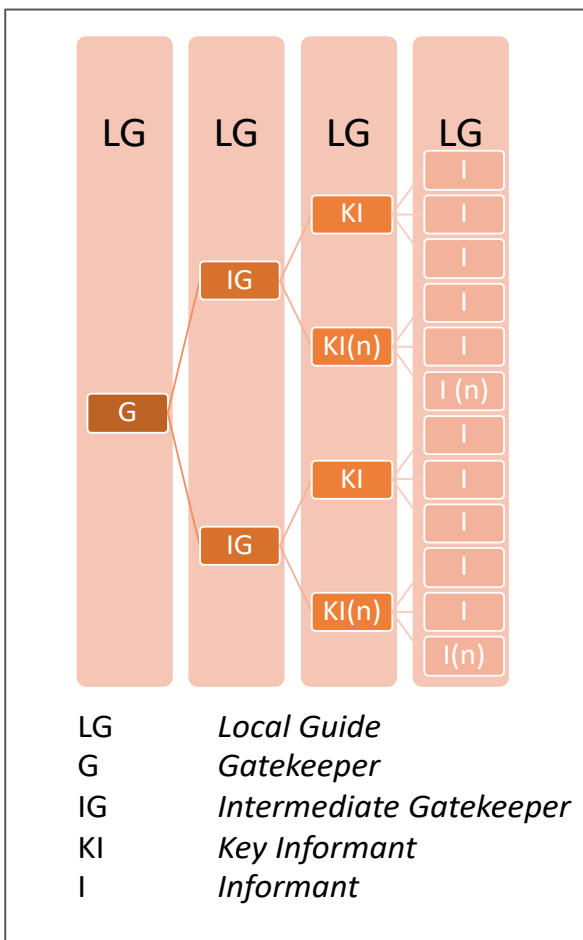 LG LG LG LG
I
KI I
I
IG I
KI(n) I
I (n)
G
I
KI I
I
IG I
KI(n) I
I(n)
LG Local Guide
G Gatekeeper
IG Intermediate Gatekeeper
KI Key Informant
I Informant